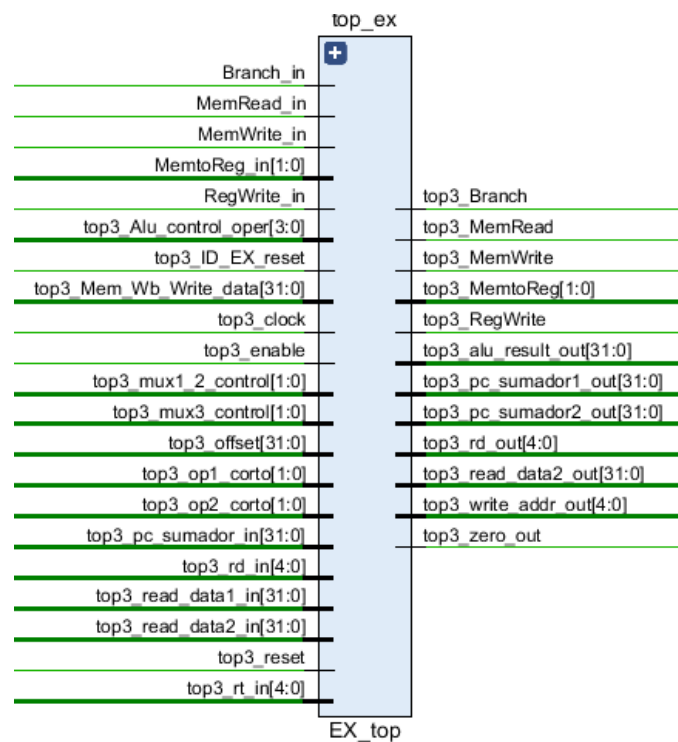 top_ex
Branch_in
MemRead_in
MemWrite_in
MemtoReg_in[1:0]
RegWrite_in
top3_Alu_control_oper[3:0]
top3_ID_EX_reset
top3_Mem_Wb_Write_data[31:0]
top3_clock
top3_enable
top3_mux1_2_control[1:0]
top3_mux3_control[1:0]
top3_offset[31:0]
top3_op1_corto[1:0]
top3_op2_corto[1:0]
top3_pc_sumador_in[31:0]
top3_rd_in[4:0]
top3_read_data1_in[31:0]
top3_read_data2_in[31:0]
top3_reset
top3_rt_in[4:0]
top3_Branch
top3_MemRead
top3_MemWrite
top3_MemtoReg[1:0]
top3_RegWrite
top3_alu_result_out[31:0]
top3_pc_sumador1_out[31:0]
top3_pc_sumador2_out[31:0]
top3_rd_out[4:0]
top3_read_data2_out[31:0]
top3_write_addr_out[4:0]
top3_zero_out
EX_top